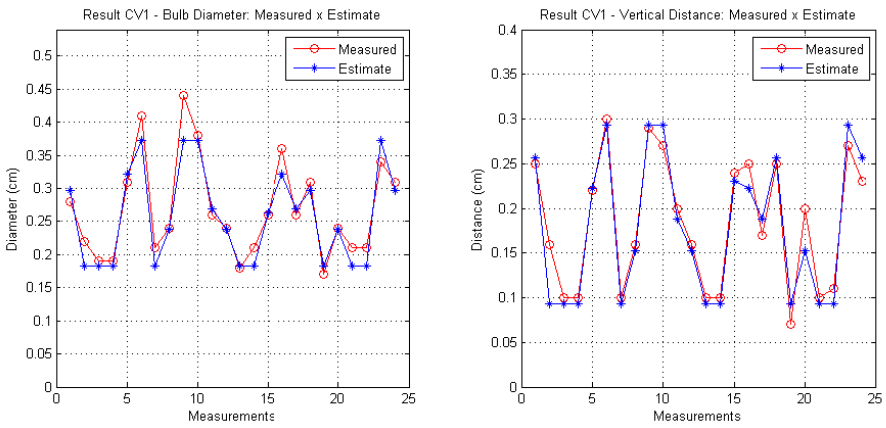 Result CV1 - Bulb Diameter: Measured x Estimate
Measured
Estimate
Diameter (cm)
0.5
0.45
0.4
0.35
0.3
0.25
0.2
0.15
0.1
0.05
0
0 5 10 15 20 25
Measurements
Result CV1 - Vertical Distance: Measured x Estimate
Measured
Estimate
Distance (cm)
0.4
0.35
0.3
0.25
0.2
0.15
0.1
0.05
0
0 5 10 15 20 25
Measurements